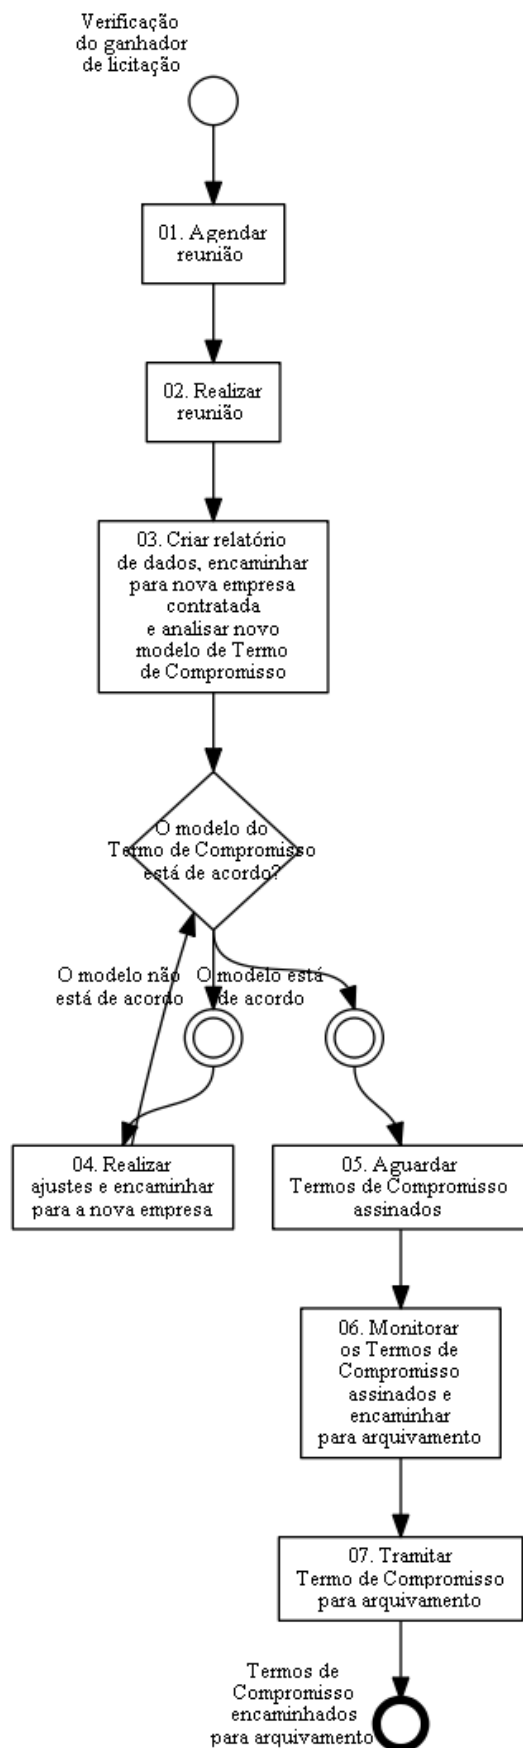 Verificação
do ganhador
de licitação
01. Agendar
reunião
02. Realizar
reunião
03. Criar relatório
de dados, encaminhar
para nova empresa
contratada
e analisar novo
modelo de Termo
de Compromisso
O modelo do
Termo de Compromisso
está de acordo?
O modelo não
está de acordo
O modelo está
de acordo
04. Realizar
ajustes e encaminhar
para a nova empresa
05. Aguardar
Termos de Compromisso
assinados
06. Monitorar
os Termos de
Compromisso
assinados e
encaminhar
para arquivamento
07. Tramitar
Termo de Compromisso
para arquivamento
Termos de
Compromisso
encaminhados
para arquivamento